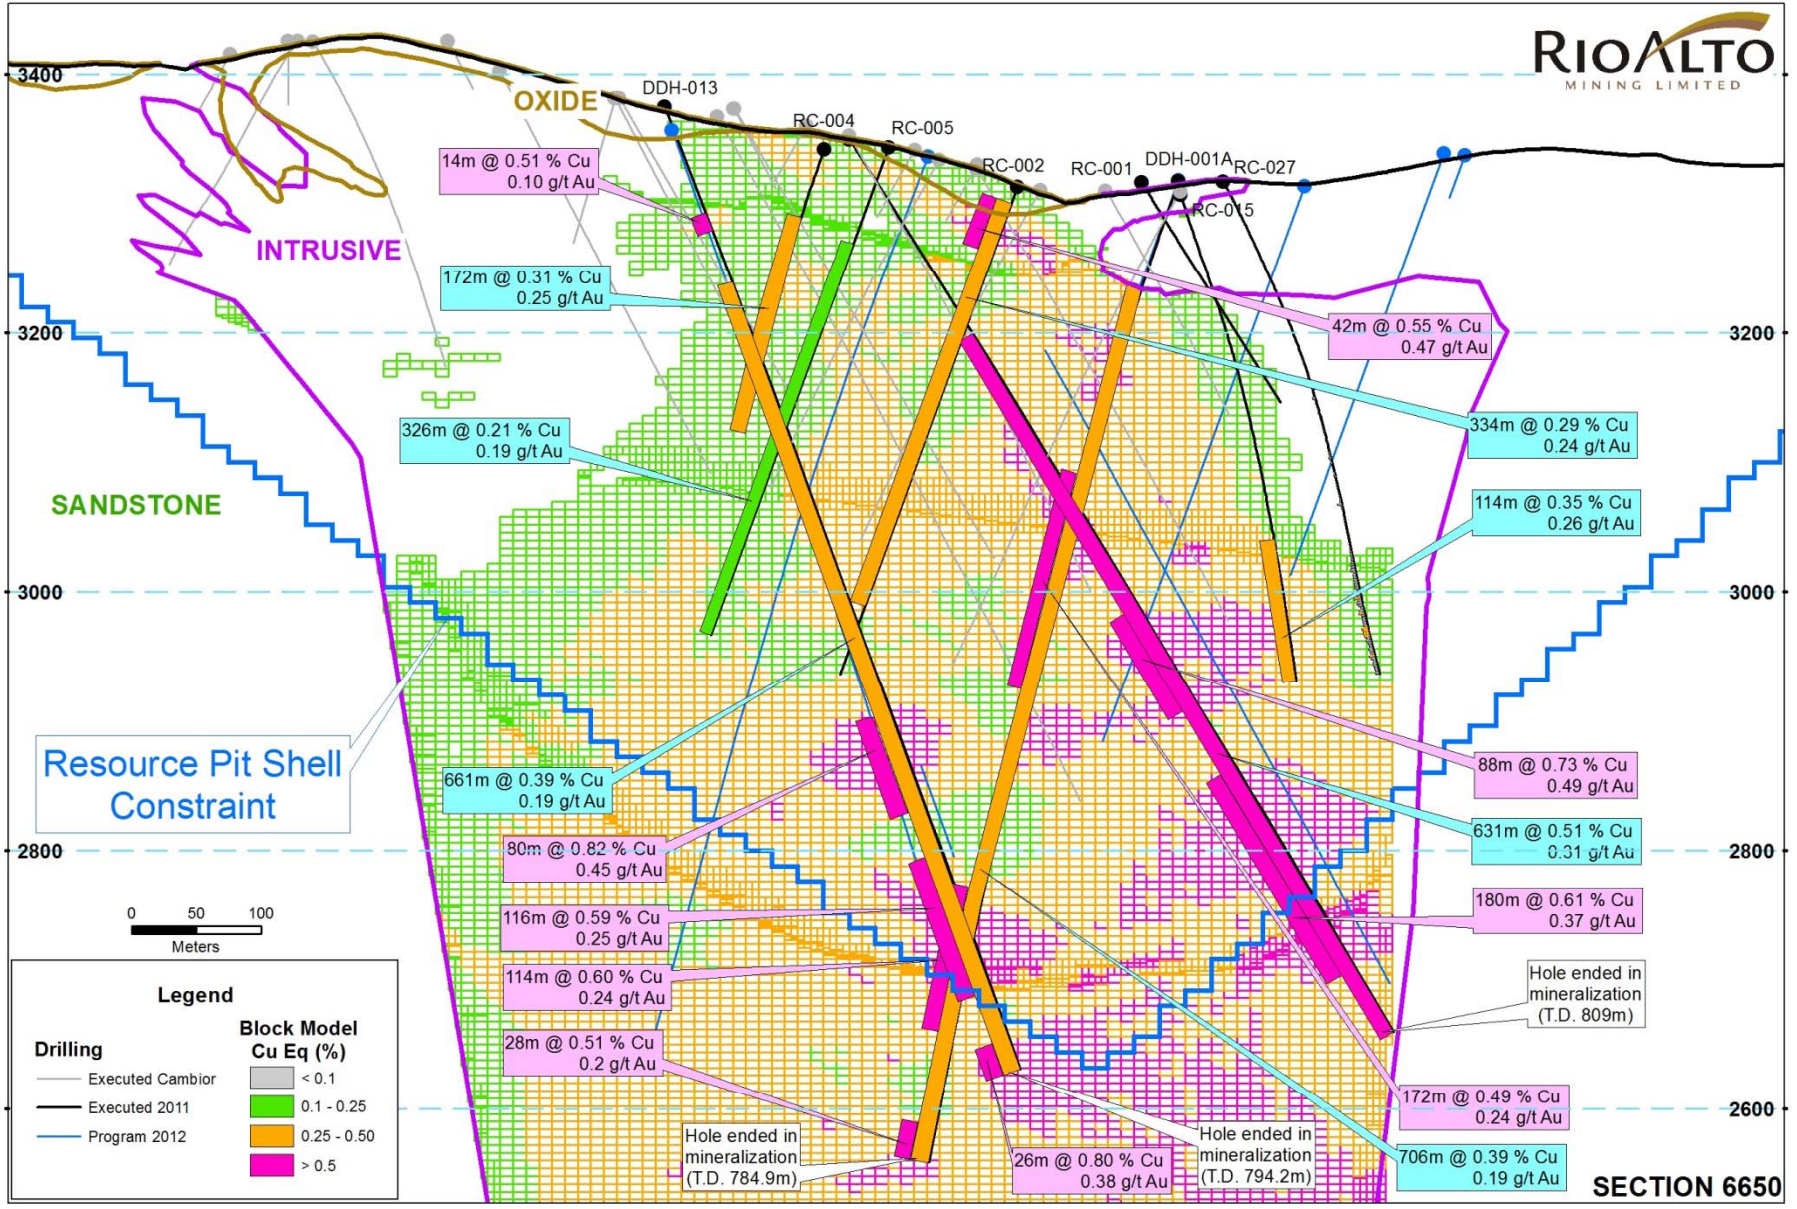 RIOALTO
MINING LIMITED
3400
3400
OXIDE
DDH-013
RC-004
RC-005
RC-002
RC-001
DDH-001A
RC-027
RC-015
14m @ 0.51 % Cu
0.10 g/t Au
INTRUSIVE
172m @ 0.31 % Cu
0.25 g/t Au
42m @ 0.55 % Cu
0.47 g/t Au
3200
3200
326m @ 0.21 % Cu
0.19 g/t Au
334m @ 0.29 % Cu
0.24 g/t Au
SANDSTONE
114m @ 0.35 % Cu
0.26 g/t Au
3000
3000
Resource Pit Shell
Constraint
661m @ 0.39 % Cu
0.19 g/t Au
88m @ 0.73 % Cu
0.49 g/t Au
80m @ 0.82 % Cu
0.45 g/t Au
631m @ 0.51 % Cu
0.31 g/t Au
2800
2800
116m @ 0.59 % Cu
0.25 g/t Au
180m @ 0.61 % Cu
0.37 g/t Au
0 50 100
Meters
114m @ 0.60 % Cu
0.24 g/t Au
Hole ended in
mineralization
(T.D. 809m)
28m @ 0.51 % Cu
0.2 g/t Au
172m @ 0.49 % Cu
0.24 g/t Au
2600
Hole ended in
mineralization
(T.D. 784.9m)
26m @ 0.80 % Cu
0.38 g/t Au
Hole ended in
mineralization
(T.D. 794.2m)
706m @ 0.39 % Cu
0.19 g/t Au
Legend
Drilling
Executed Cambior
Executed 2011
Program 2012
Block Model
Cu Eq (%)
< 0.1
0.1 - 0.25
0.25 - 0.50
> 0.5
SECTION 6650